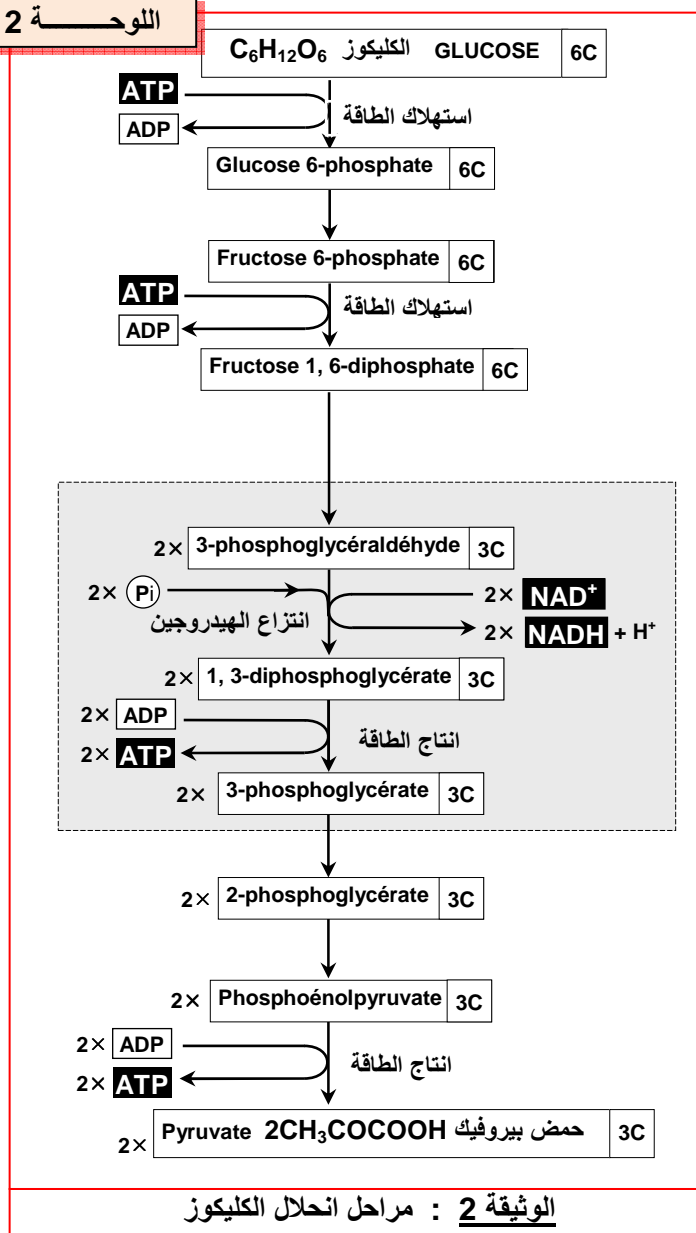 اللوحـــــــة 2
C₆H₁₂O₆ الكليكوز GLUCOSE 6C
ATP
استهلاك الطاقة
ADP
Glucose 6-phosphate 6C
Fructose 6-phosphate 6C
ATP
استهلاك الطاقة
ADP
Fructose 1, 6-diphosphate 6C
2× 3-phosphoglycéraldéhyde 3C
2× Pi 2× NAD⁺
انتزاع الهيدروجين 2× NADH + H⁺
2× 1, 3-diphosphoglycérate 3C
2× ADP
انتاج الطاقة
2× ATP
2× 3-phosphoglycérate 3C
2× 2-phosphoglycérate 3C
2× Phosphoénolpyruvate 3C
2× ADP
انتاج الطاقة
2× ATP
2× Pyruvate 2CH₃COCOOH حمض بيروفيك 3C
الوثيقة 2 : مراحل انحلال الكليكوز